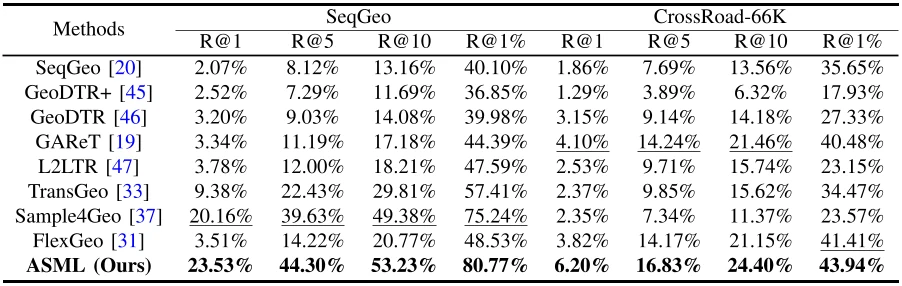 Methods SeqGeo CrossRoad-66K
R@1 R@5 R@10 R@1% R@1 R@5 R@10 R@1%
SeqGeo [20] 2.07% 8.12% 13.16% 40.10% 1.86% 7.69% 13.56% 35.65%
GeoDTR+ [45] 2.52% 7.29% 11.69% 36.85% 1.29% 3.89% 6.32% 17.93%
GeoDTR [46] 3.20% 9.03% 14.08% 39.98% 3.15% 9.14% 14.18% 27.33%
GAReT [19] 3.34% 11.19% 17.18% 44.39% 4.10% 14.24% 21.46% 40.48%
L2LTR [47] 3.78% 12.00% 18.21% 47.59% 2.53% 9.71% 15.74% 23.15%
TransGeo [33] 9.38% 22.43% 29.81% 57.41% 2.37% 9.85% 15.62% 34.47%
Sample4Geo [37] 20.16% 39.63% 49.38% 75.24% 2.35% 7.34% 11.37% 23.57%
FlexGeo [31] 3.51% 14.22% 20.77% 48.53% 3.82% 14.17% 21.15% 41.41%
ASML (Ours) 23.53% 44.30% 53.23% 80.77% 6.20% 16.83% 24.40% 43.94%